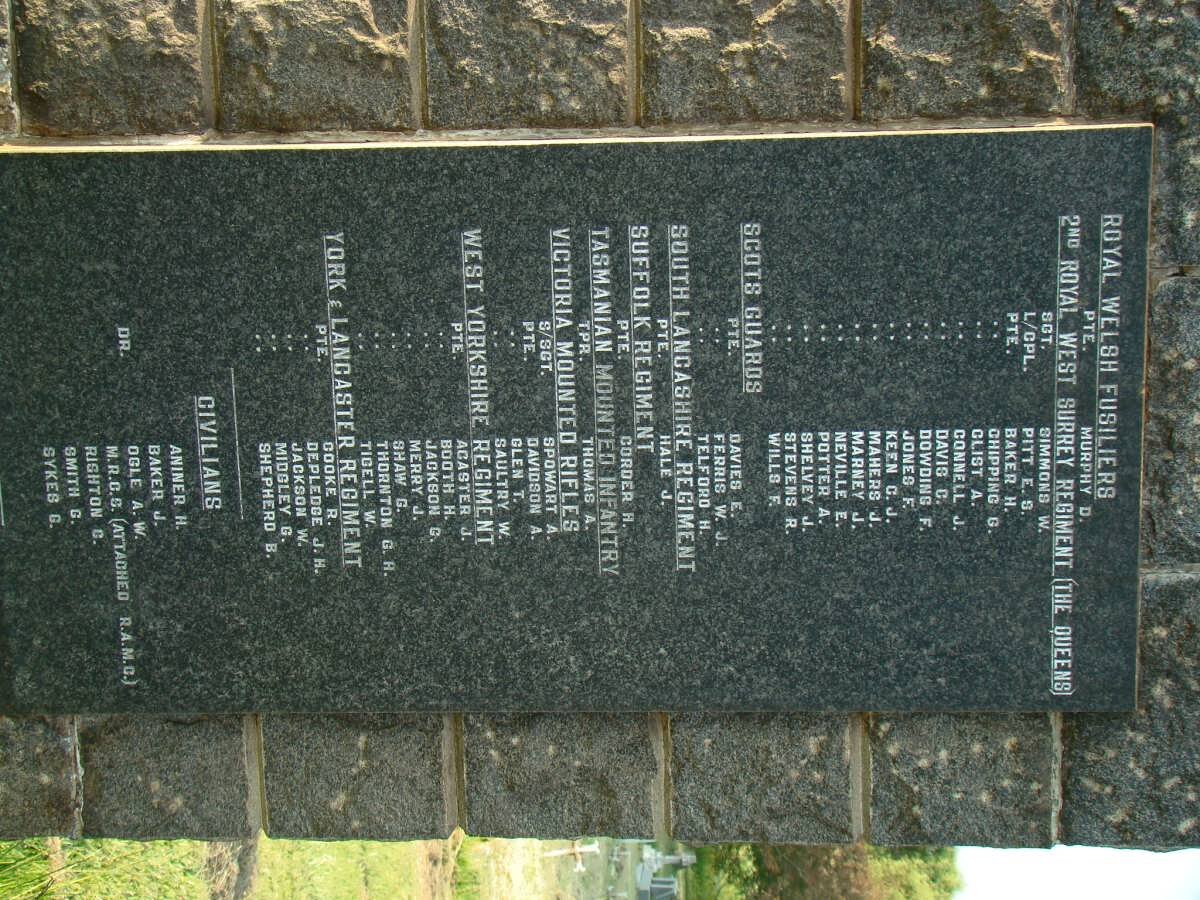 ROYAL WELSH FUSILIERS
PTE. MURPHY D.
2ND ROYAL WEST SURREY REGIMENT (THE QUEENS)
SGT. SIMMONS W.
L/CPL. PITT E. S.
PTE BAKER H.
.. CHIPPING G.
.. CLIST A.
.. CONNELL J.
.. DAVIS C.
.. DOWDING F.
.. JONES F.
.. KEEN C. J.
.. MAHERS J.
.. MARNEY J.
.. NEVILLE E.
.. POTTER A.
.. SHELVEY J.
.. STEVENS R.
.. WILLS F.
SCOTS GUARDS
PTE. DAVIES E.
.. FERRIS W. J.
.. TELFORD H.
SOUTH LANCASHIRE REGIMENT
PTE. HALE J.
SUFFOLK REGIMENT
PTE. CORDER H.
TASMANIAN MOUNTED INFANTRY
TPR. THOMAS A.
VICTORIA MOUNTED RIFLES
S/SGT. SPOWART A.
PTE. DAVIDSON A.
.. GLEN T.
.. SAULTRY W.
WEST YORKSHIRE REGIMENT
PTE ACASTER J.
.. BOOTH H.
.. JACKSON G.
.. MERRY J.
.. SHAW G.
.. THORNTON G. H.
.. TIGELL W.
YORK & LANCASTER REGIMENT
PTE. COOKE R.
.. DEPLEDGE J. H.
.. JACKSON W.
.. MIDGLEY G.
.. SHEPHERD B.
CIVILIANS
ANINER H.
BAKER J.
DR. OGLE A. W.
M.R.C.S. (ATTACHED R.A.M.C.)
RISHTON C.
SMITH G.
SYKES G.